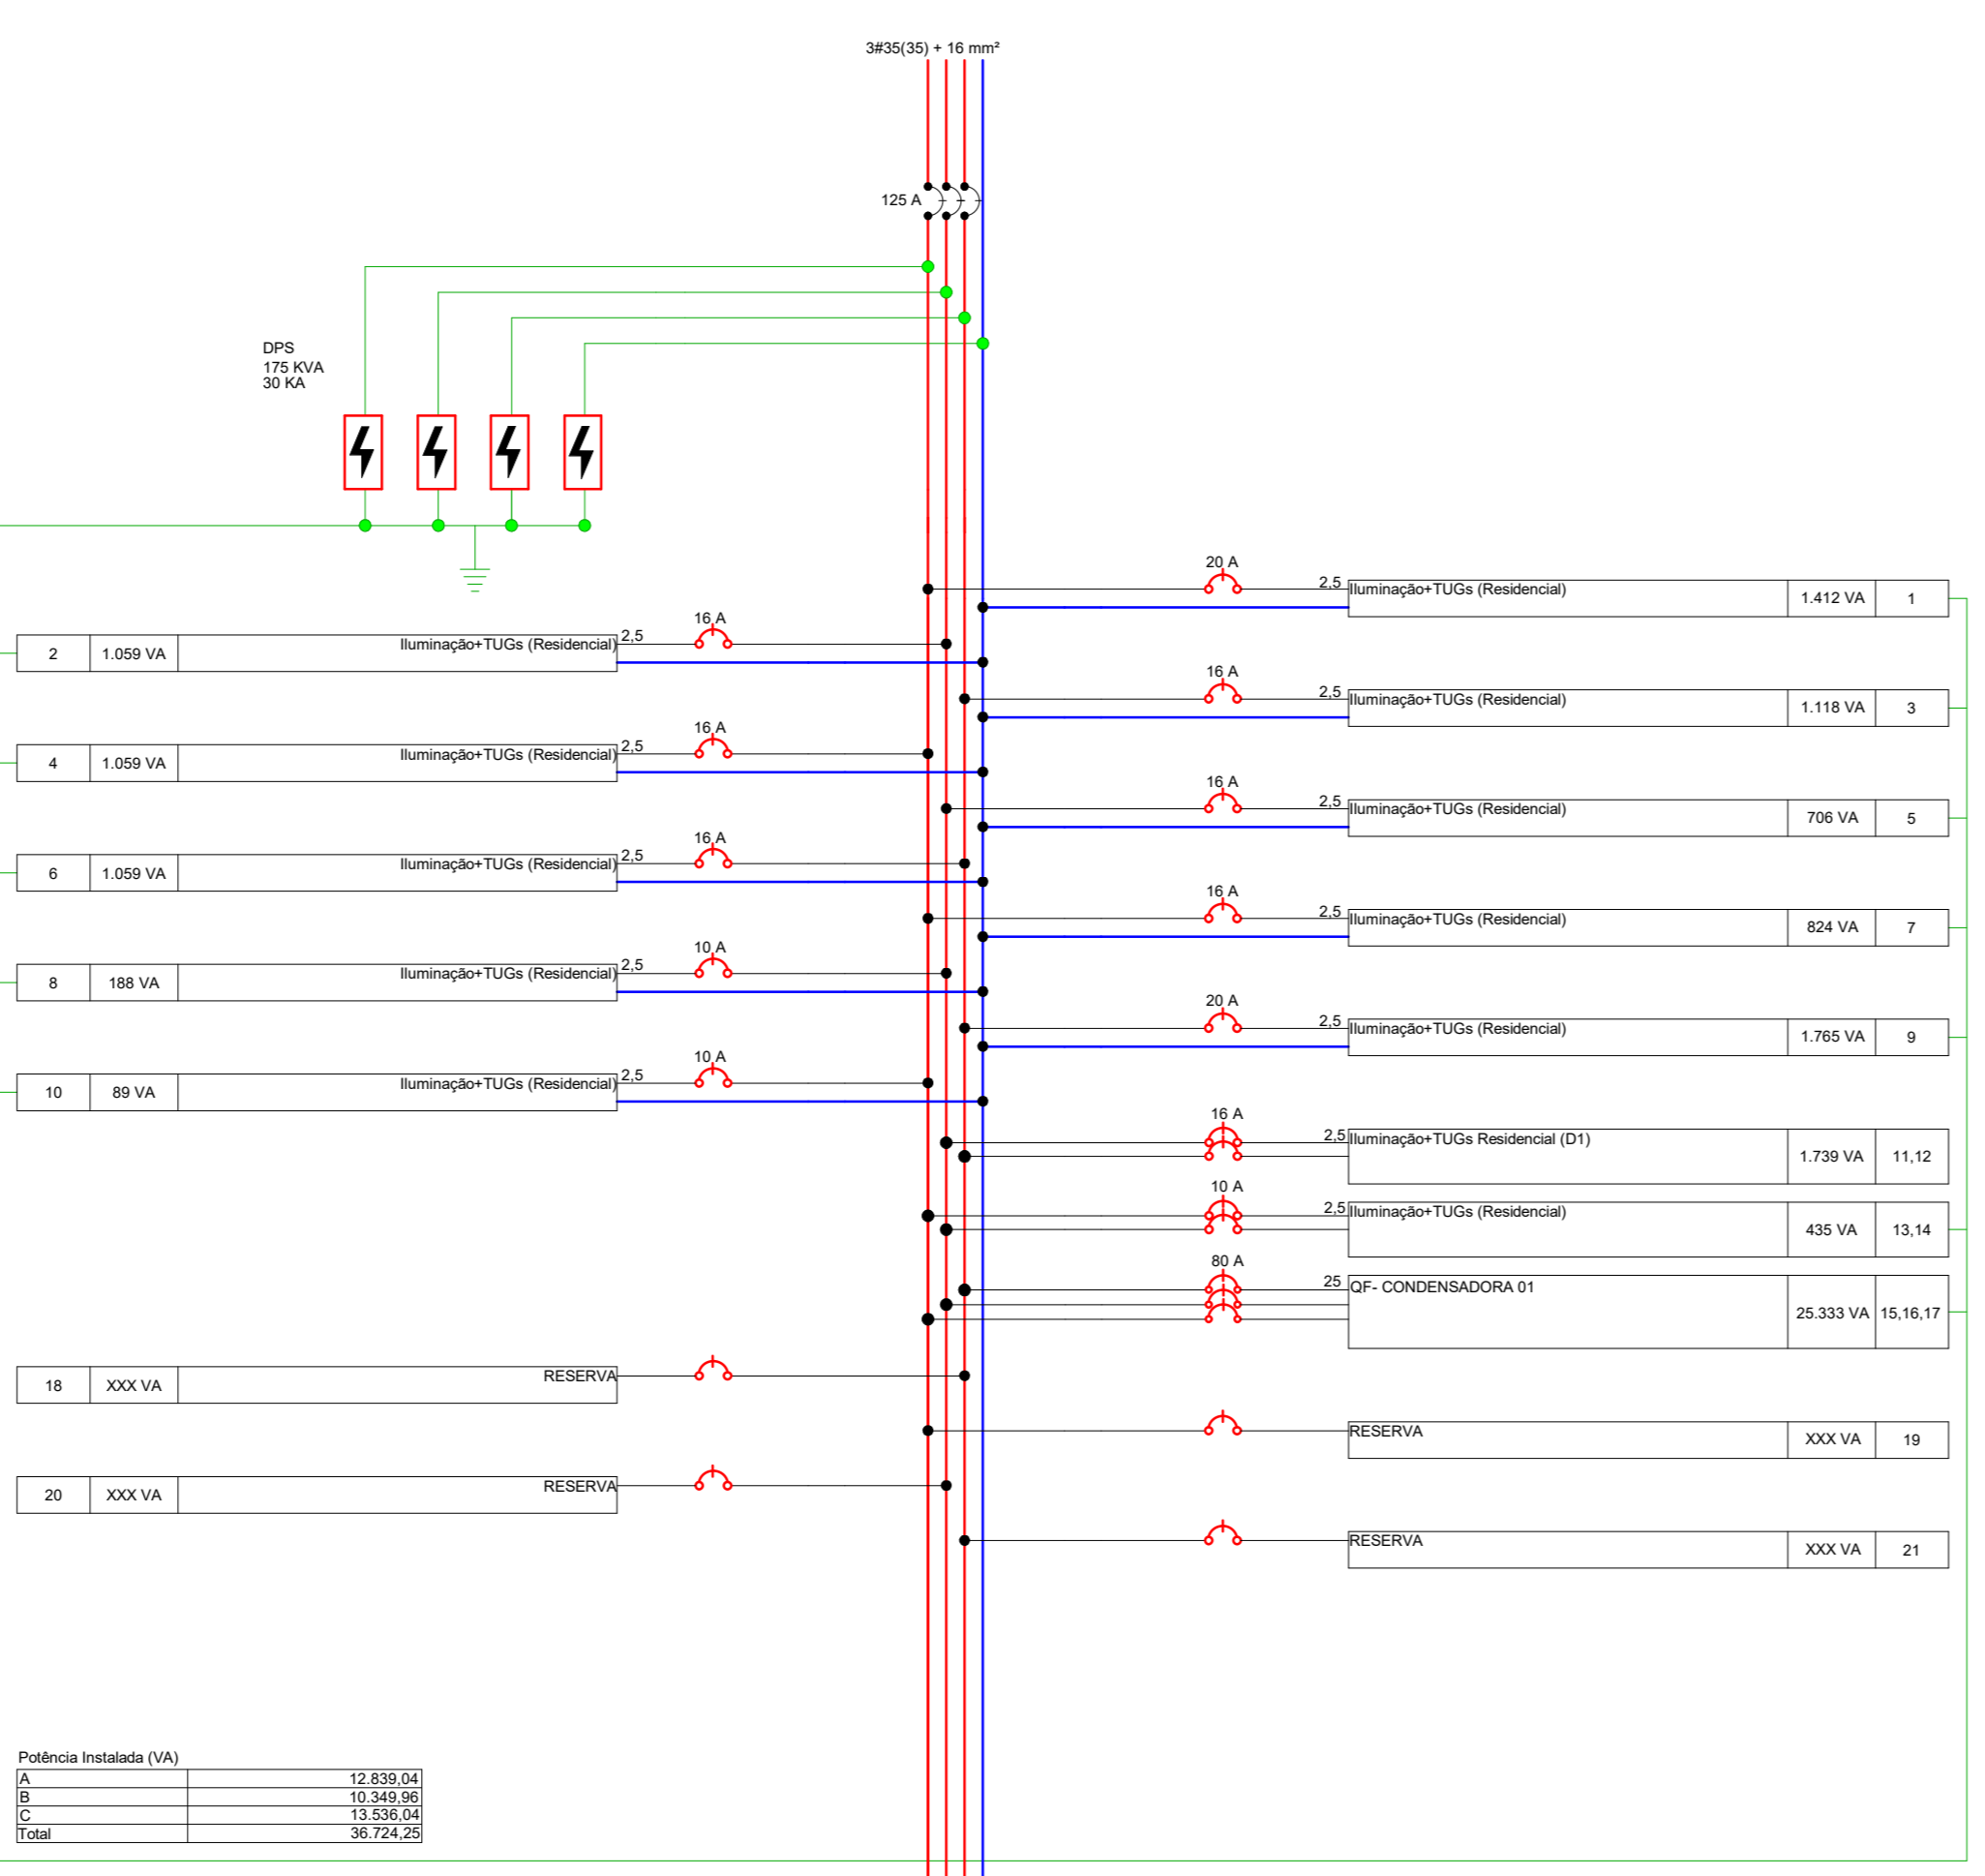 3#35(35) + 16 mm²
125 A
DPS
175 KVA
30 KA
20 A
2,5 Iluminação+TUGs (Residencial) 1.412 VA 1
16 A
2 1.059 VA Iluminação+TUGs (Residencial) 2,5
16 A
2,5 Iluminação+TUGs (Residencial) 1.118 VA 3
16 A
4 1.059 VA Iluminação+TUGs (Residencial) 2,5
16 A
2,5 Iluminação+TUGs (Residencial) 706 VA 5
16 A
6 1.059 VA Iluminação+TUGs (Residencial) 2,5
16 A
2,5 Iluminação+TUGs (Residencial) 824 VA 7
10 A
8 188 VA Iluminação+TUGs (Residencial) 2,5
20 A
2,5 Iluminação+TUGs (Residencial) 1.765 VA 9
10 A
10 89 VA Iluminação+TUGs (Residencial) 2,5
16 A
2,5 Iluminação+TUGs Residencial (D1) 1.739 VA 11,12
10 A
2,5 Iluminação+TUGs (Residencial) 435 VA 13,14
80 A
25 QF- CONDENSADORA 01 25.333 VA 15,16,17
18 XXX VA RESERVA
RESERVA XXX VA 19
20 XXX VA RESERVA
RESERVA XXX VA 21
Potência Instalada (VA)
A 12.839,04
B 10.349,96
C 13.536,04
Total 36.724,25